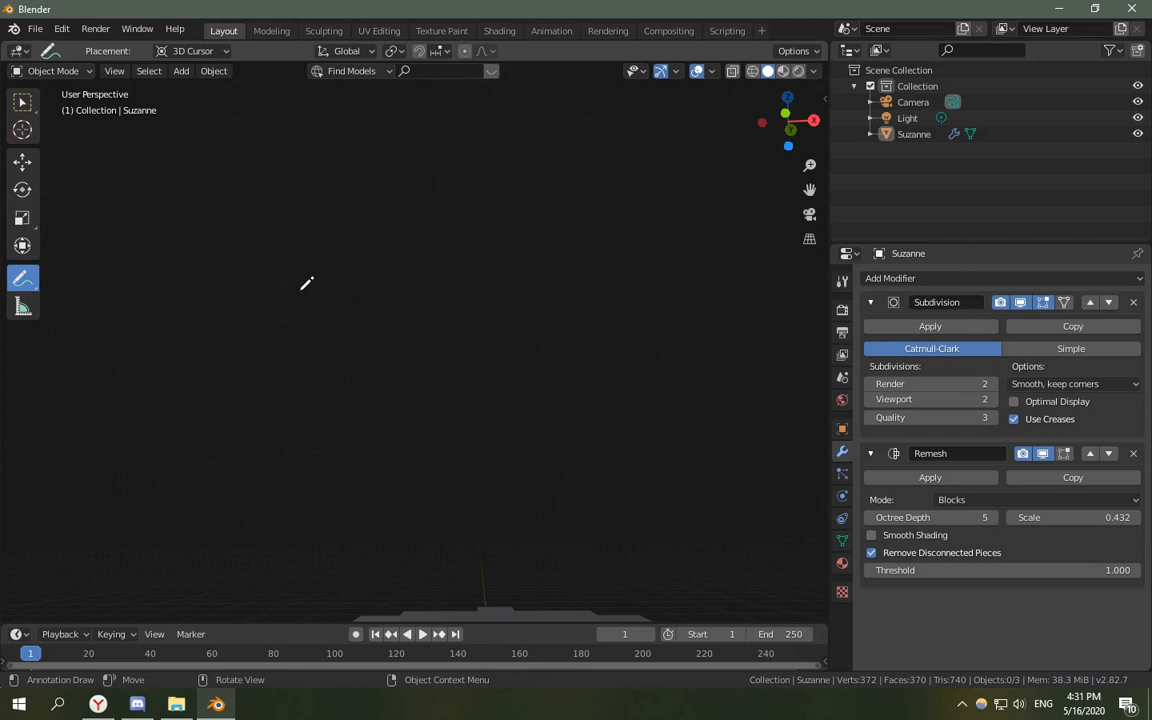 Blender
File Edit Render Window Help Layout Modeling Sculpting UV Editing Texture Paint Shading Animation Rendering Compositing Scripting + Scene View Layer
Placement: 3D Cursor Global Options
Object Mode View Select Add Object Find Models
User Perspective
(1) Collection | Suzanne
Z
X
Y
Scene Collection
Collection
Camera
Light
Suzanne
Suzanne
Add Modifier
Subdivision
Apply Copy
Catmull-Clark Simple
Subdivisions: Options:
Render 2 Smooth, keep corners
Viewport 2 Optimal Display
Quality 3 Use Creases
Remesh
Apply Copy
Mode: Blocks
Octree Depth 5 Scale 0.432
Smooth Shading
Remove Disconnected Pieces
Threshold 1.000
Playback Keying View Marker 1 Start 1 End 250
1 20 40 60 80 100 120 140 160 180 200 220 240
Annotation Draw Move Rotate View Object Context Menu Collection | Suzanne | Verts:372 | Faces:370 | Tris:740 | Objects:0/3 | Mem: 38.3 MiB | v2.82.7
ENG 4:31 PM
5/16/2020
10